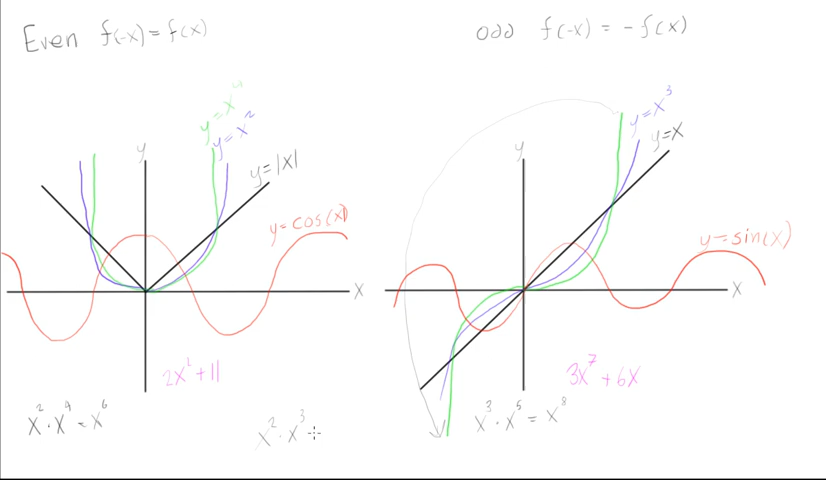 Even f(-x) = f(x)
odd f(-x) = -f(x)
y = x⁴
y = x²
y = |x|
y = cos(x)
y
x
2x² + 11
x² · x⁴ = x⁶
x² · x³
y = x³
y = x
y = sin(x)
y
x
3x⁷ + 6x
x³ · x⁵ = x⁸